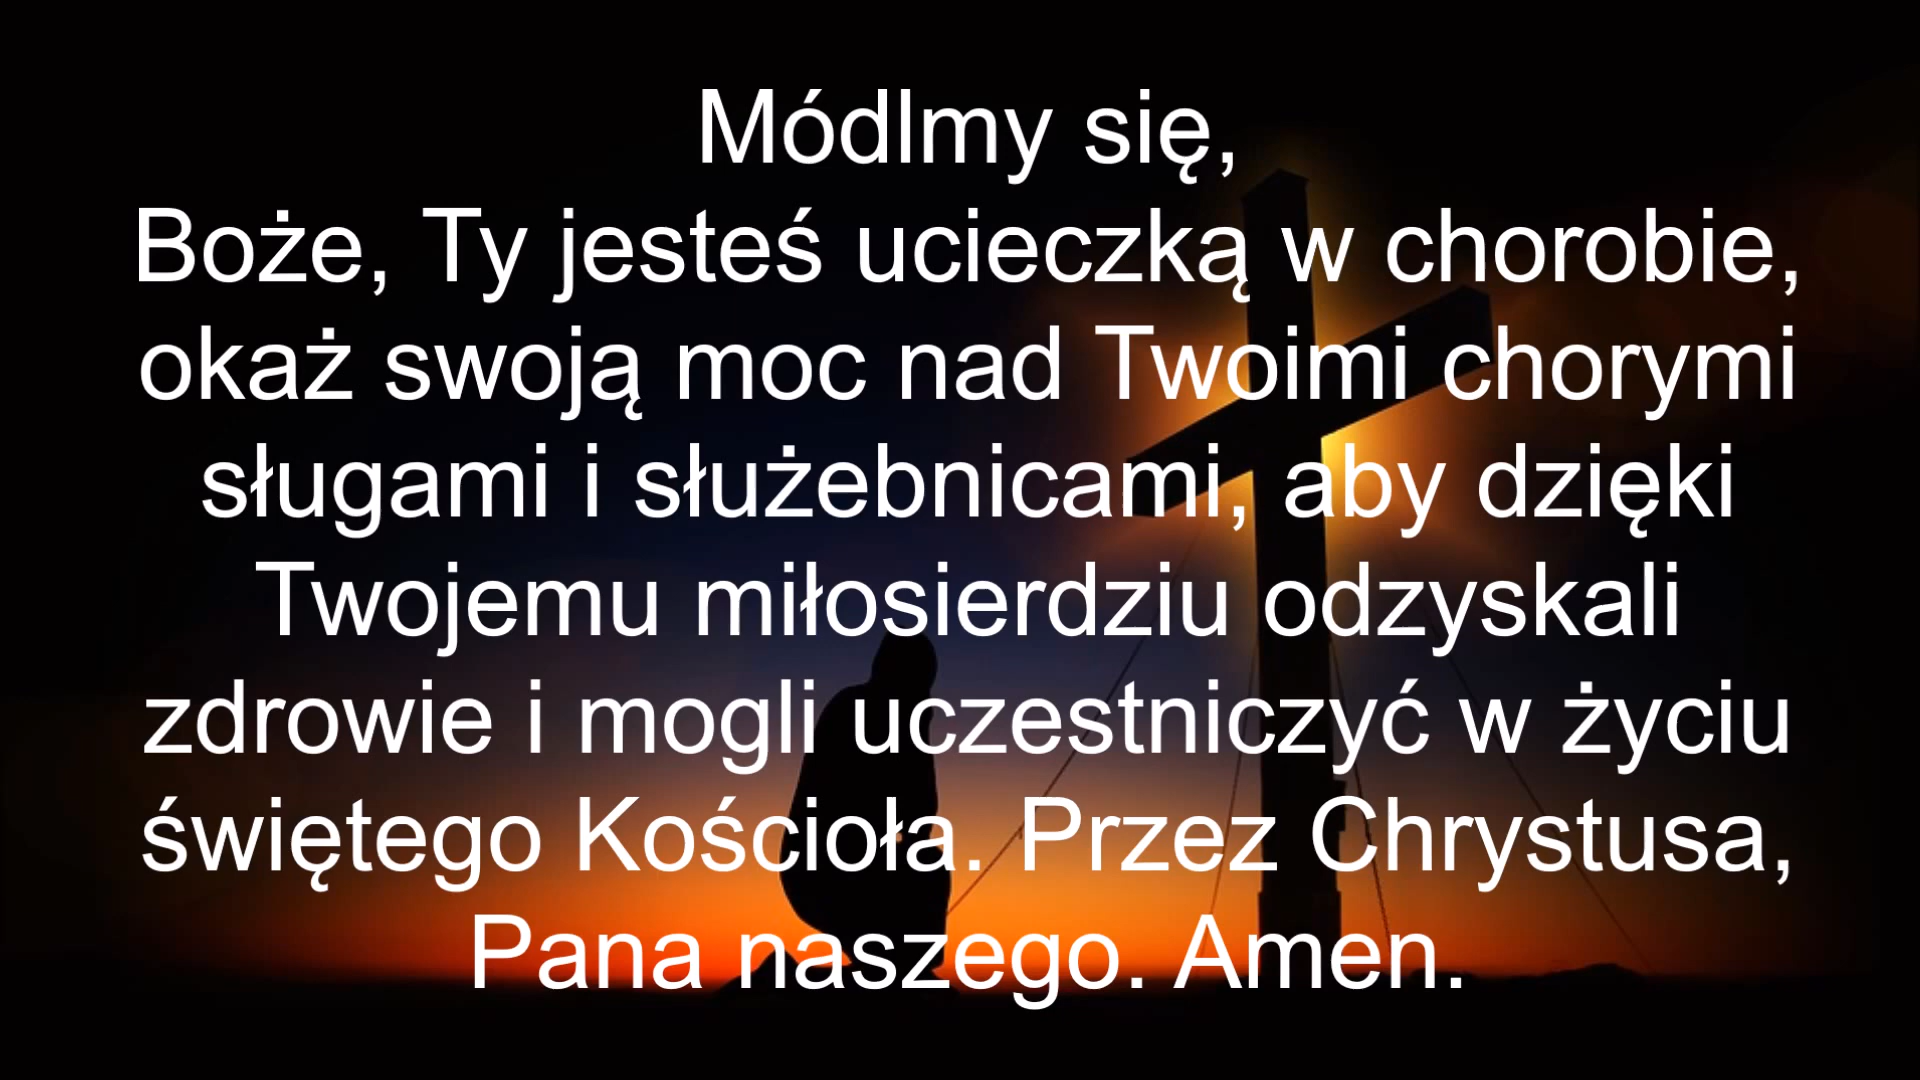 Módlmy się,
Boże, Ty jesteś ucieczką w chorobie,
okaż swoją moc nad Twoimi chorymi
sługami i służebnicami, aby dzięki
Twojemu miłosierdziu odzyskali
zdrowie i mogli uczestniczyć w życiu
świętego Kościoła. Przez Chrystusa,
Pana naszego. Amen.